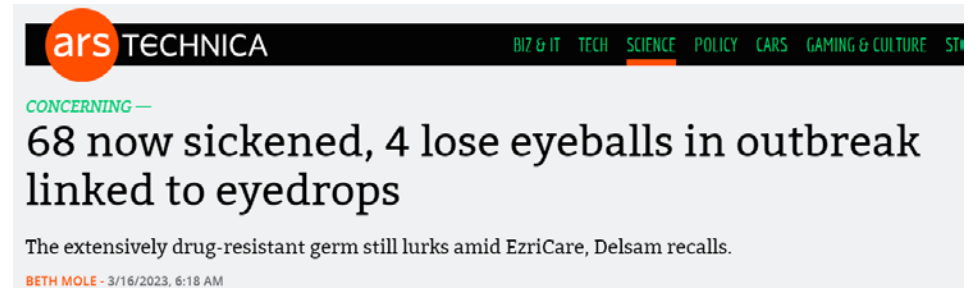 ars TECHNICA
BIZ & IT TECH SCIENCE POLICY CARS GAMING & CULTURE
CONCERNING —
68 now sickened, 4 lose eyeballs in outbreak
linked to eyedrops
The extensively drug-resistant germ still lurks amid EzriCare, Delsam recalls.
BETH MOLE - 3/16/2023, 6:18 AM